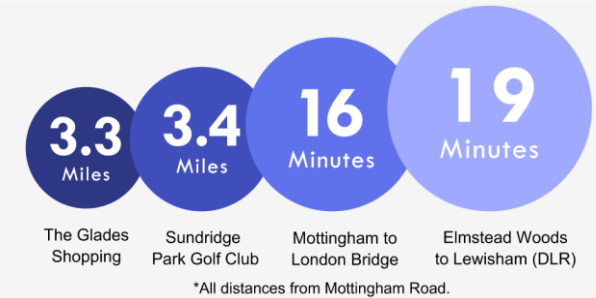 3.3
Miles
3.4
Miles
16
Minutes
19
Minutes
The Glades
Shopping
Sundridge
Park Golf Club
Mottingham to
London Bridge
Elmstead Woods
to Lewisham (DLR)
*All distances from Mottingham Road.